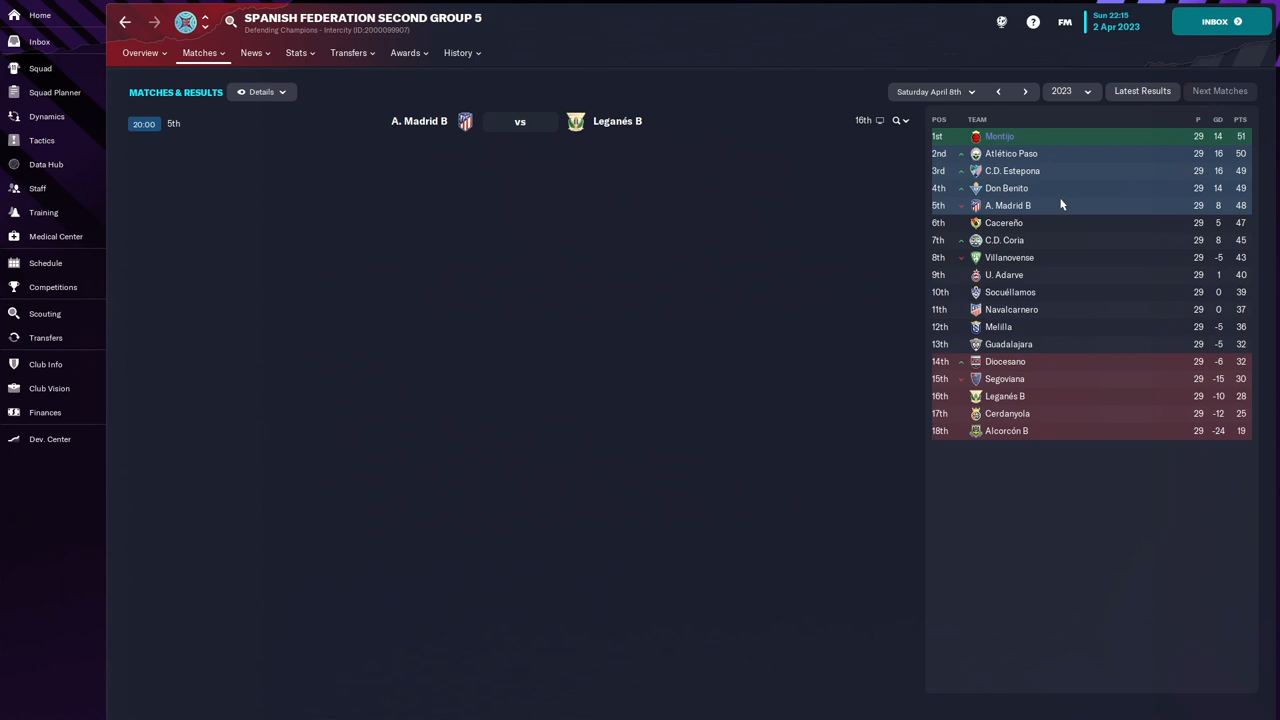 Home
Inbox
Squad
Squad Planner
Dynamics
Tactics
Data Hub
Staff
Training
Medical Center
Schedule
Competitions
Scouting
Transfers
Club Info
Club Vision
Finances
Dev. Center
SPANISH FEDERATION SECOND GROUP 5
Defending Champions - Intercity (ID:2000099907)
? FM Sun 22:15 2 Apr 2023 INBOX
Overview Matches News Stats Transfers Awards History
MATCHES & RESULTS Details Saturday April 8th 2023 Latest Results Next Matches
20:00 5th A. Madrid B vs Leganés B 16th
POS TEAM P GD PTS
1st Montijo 29 14 51
2nd Atlético Paso 29 16 50
3rd C.D. Estepona 29 16 49
4th Don Benito 29 14 49
5th A. Madrid B 29 8 48
6th Cacereño 29 5 47
7th C.D. Coria 29 8 45
8th Villanovense 29 -5 43
9th U. Adarve 29 1 40
10th Socuéllamos 29 0 39
11th Navalcarnero 29 0 37
12th Melilla 29 -5 36
13th Guadalajara 29 -5 32
14th Diocesano 29 -6 32
15th Segoviana 29 -15 30
16th Leganés B 29 -10 28
17th Cerdanyola 29 -12 25
18th Alcorcón B 29 -24 19